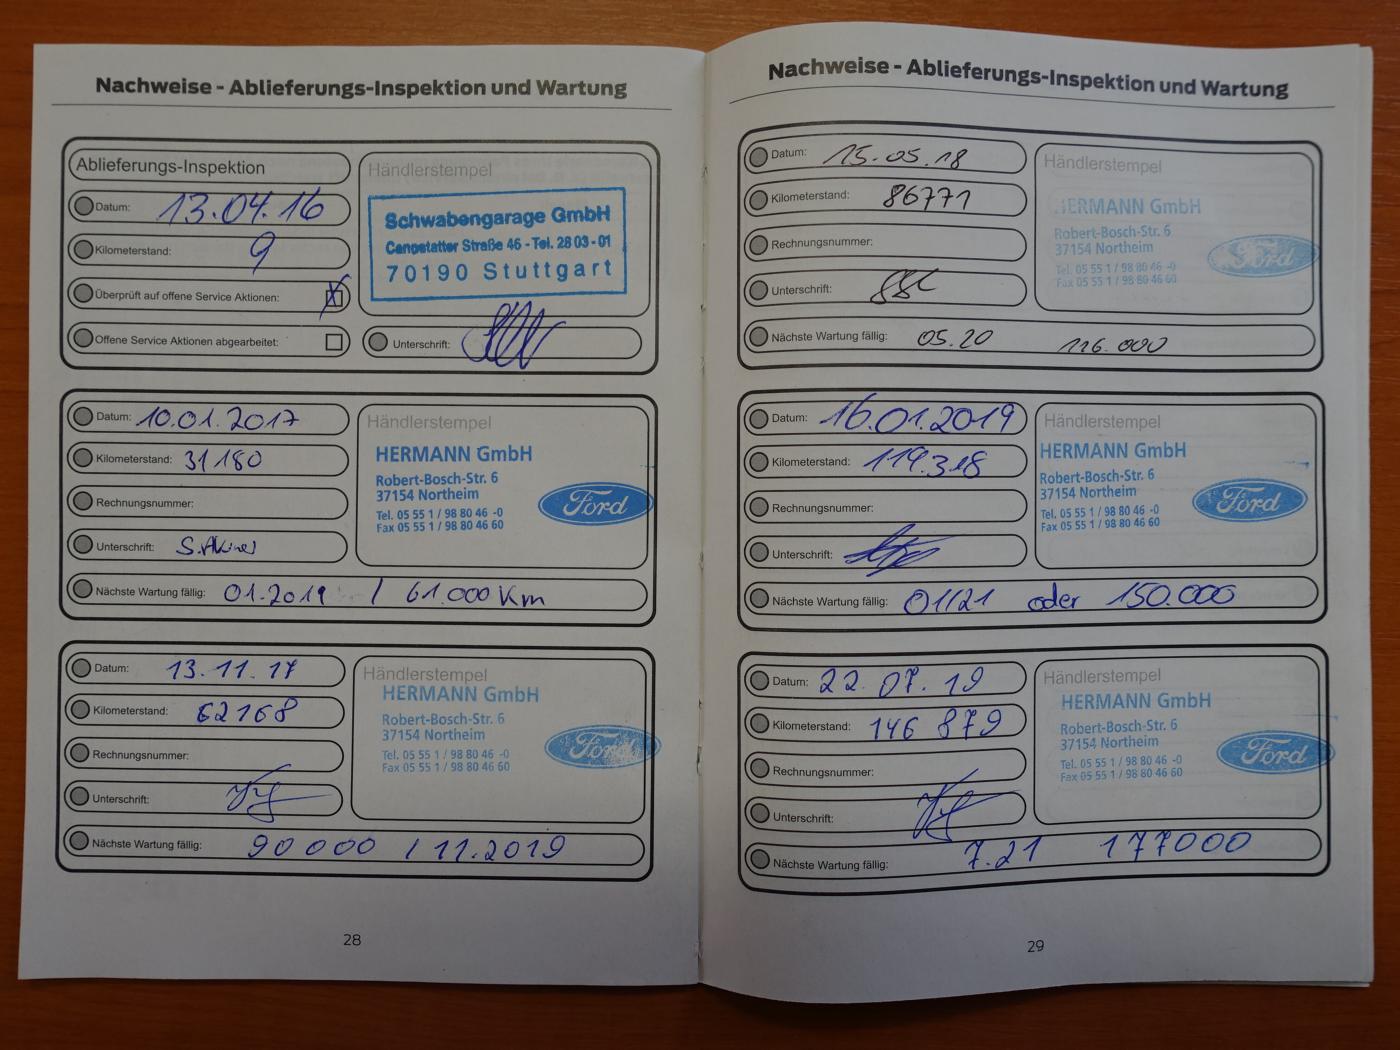 Nachweise - Ablieferungs-Inspektion und Wartung
Ablieferungs-Inspektion
Datum: 13.04.16
Kilometerstand: 9
Überprüft auf offene Service Aktionen: X
Offene Service Aktionen abgearbeitet:
Händlerstempel
Schwabengarage GmbH
Cannstatter Straße 46 - Tel. 28 03 - 01
70190 Stuttgart
Unterschrift:
Datum: 10.01.2017
Kilometerstand: 31180
Rechnungsnummer:
Unterschrift:
Nächste Wartung fällig: 01.2019 / 61.000 Km
Händlerstempel
HERMANN GmbH
Robert-Bosch-Str. 6
37154 Northeim
Tel. 05 55 1 / 98 80 46 -0
Fax 05 55 1 / 98 80 46 60
Ford
Datum: 13.11.17
Kilometerstand: 62168
Rechnungsnummer:
Unterschrift:
Nächste Wartung fällig: 90000 / 11.2019
Händlerstempel
HERMANN GmbH
Robert-Bosch-Str. 6
37154 Northeim
Tel. 05 55 1 / 98 80 46 -0
Fax 05 55 1 / 98 80 46 60
Ford
28
Nachweise - Ablieferungs-Inspektion und Wartung
Datum: 15.05.18
Kilometerstand: 86771
Rechnungsnummer:
Unterschrift:
Nächste Wartung fällig: 05.20 116.000
Händlerstempel
HERMANN GmbH
Robert-Bosch-Str. 6
37154 Northeim
Tel. 05 55 1 / 98 80 46 -0
Fax 05 55 1 / 98 80 46 60
Ford
Datum: 16.01.2019
Kilometerstand: 119.318
Rechnungsnummer:
Unterschrift:
Nächste Wartung fällig: 01/21 oder 150.000
Händlerstempel
HERMANN GmbH
Robert-Bosch-Str. 6
37154 Northeim
Tel. 05 55 1 / 98 80 46 -0
Fax 05 55 1 / 98 80 46 60
Ford
Datum: 22.07.19
Kilometerstand: 146 879
Rechnungsnummer:
Unterschrift:
Nächste Wartung fällig: 7.21 177000
Händlerstempel
HERMANN GmbH
Robert-Bosch-Str. 6
37154 Northeim
Tel. 05 55 1 / 98 80 46 -0
Fax 05 55 1 / 98 80 46 60
Ford
29